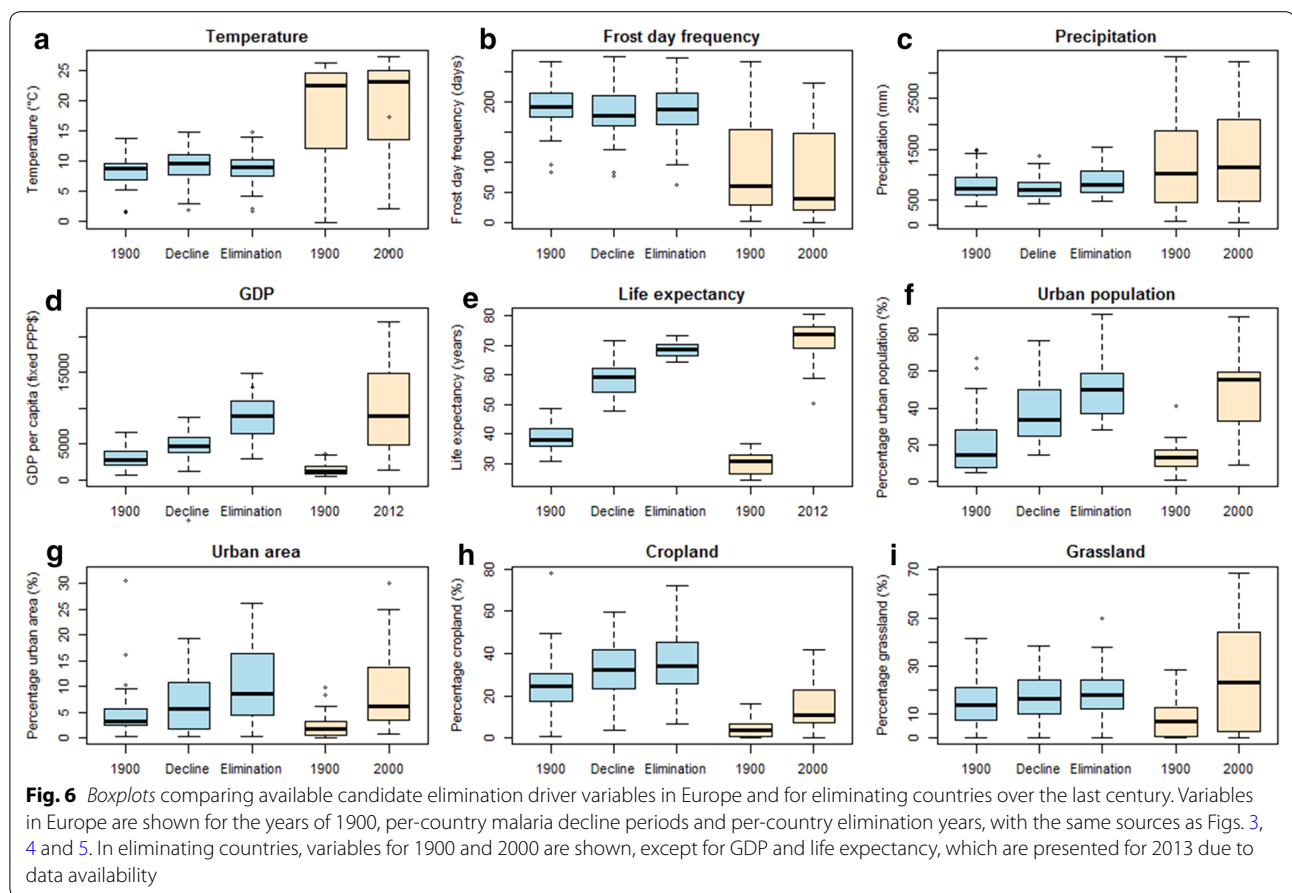 a Temperature
Temperature (°C)
0 5 10 15 20 25
1900 Decline Elimination 1900 2000
b Frost day frequency
Frost day frequency (days)
0 50 100 200
1900 Decline Elimination 1900 2000
c Precipitation
Precipitation (mm)
0 500 1500 2500
1900 Decline Elimination 1900 2000
d GDP
GDP per capita (fixed PPP$)
0 5000 15000
1900 Decline Elimination 1900 2012
e Life expectancy
Life expectancy (years)
30 40 50 60 70 80
1900 Decline Elimination 1900 2012
f Urban population
Percentage urban population (%)
0 20 40 60 80
1900 Decline Elimination 1900 2000
g Urban area
Percentage urban area (%)
0 5 10 15 20 25 30
1900 Decline Elimination 1900 2000
h Cropland
Percentage cropland (%)
0 20 40 60 80
1900 Decline Elimination 1900 2000
i Grassland
Percentage grassland (%)
0 10 30 50 70
1900 Decline Elimination 1900 2000
Fig. 6 Boxplots comparing available candidate elimination driver variables in Europe and for eliminating countries over the last century. Variables
in Europe are shown for the years of 1900, per-country malaria decline periods and per-country elimination years, with the same sources as Figs. 3,
4 and 5. In eliminating countries, variables for 1900 and 2000 are shown, except for GDP and life expectancy, which are presented for 2013 due to
data availability